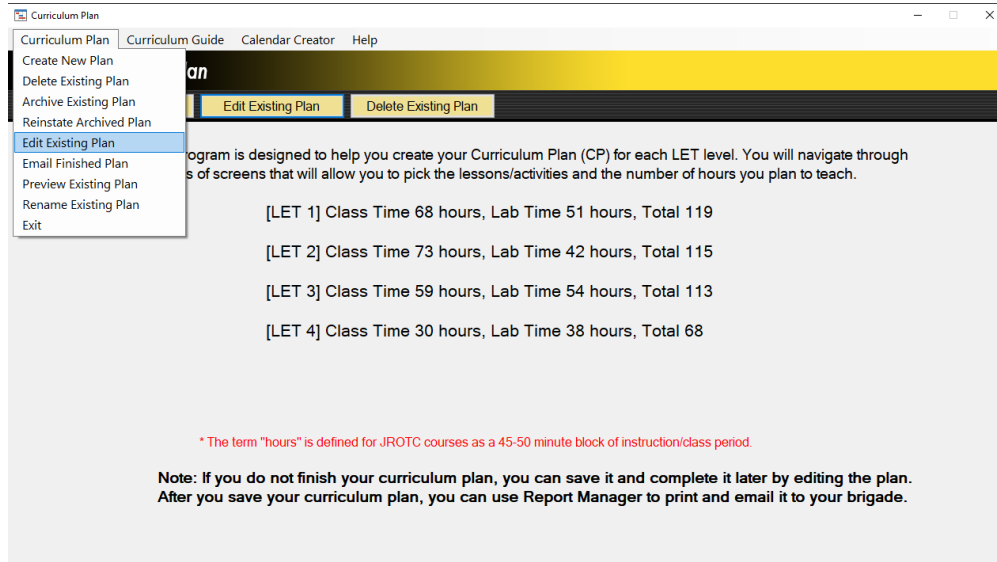 Curriculum Plan
Curriculum Plan Curriculum Guide Calendar Creator Help
Create New Plan
Delete Existing Plan
Archive Existing Plan
Reinstate Archived Plan
Edit Existing Plan
Email Finished Plan
Preview Existing Plan
Rename Existing Plan
Exit
Edit Existing Plan Delete Existing Plan
is designed to help you create your Curriculum Plan (CP) for each LET level. You will navigate through
of screens that will allow you to pick the lessons/activities and the number of hours you plan to teach.
[LET 1] Class Time 68 hours, Lab Time 51 hours, Total 119
[LET 2] Class Time 73 hours, Lab Time 42 hours, Total 115
[LET 3] Class Time 59 hours, Lab Time 54 hours, Total 113
[LET 4] Class Time 30 hours, Lab Time 38 hours, Total 68
* The term "hours" is defined for JROTC courses as a 45-50 minute block of instruction/class period.
Note: If you do not finish your curriculum plan, you can save it and complete it later by editing the plan.
After you save your curriculum plan, you can use Report Manager to print and email it to your brigade.